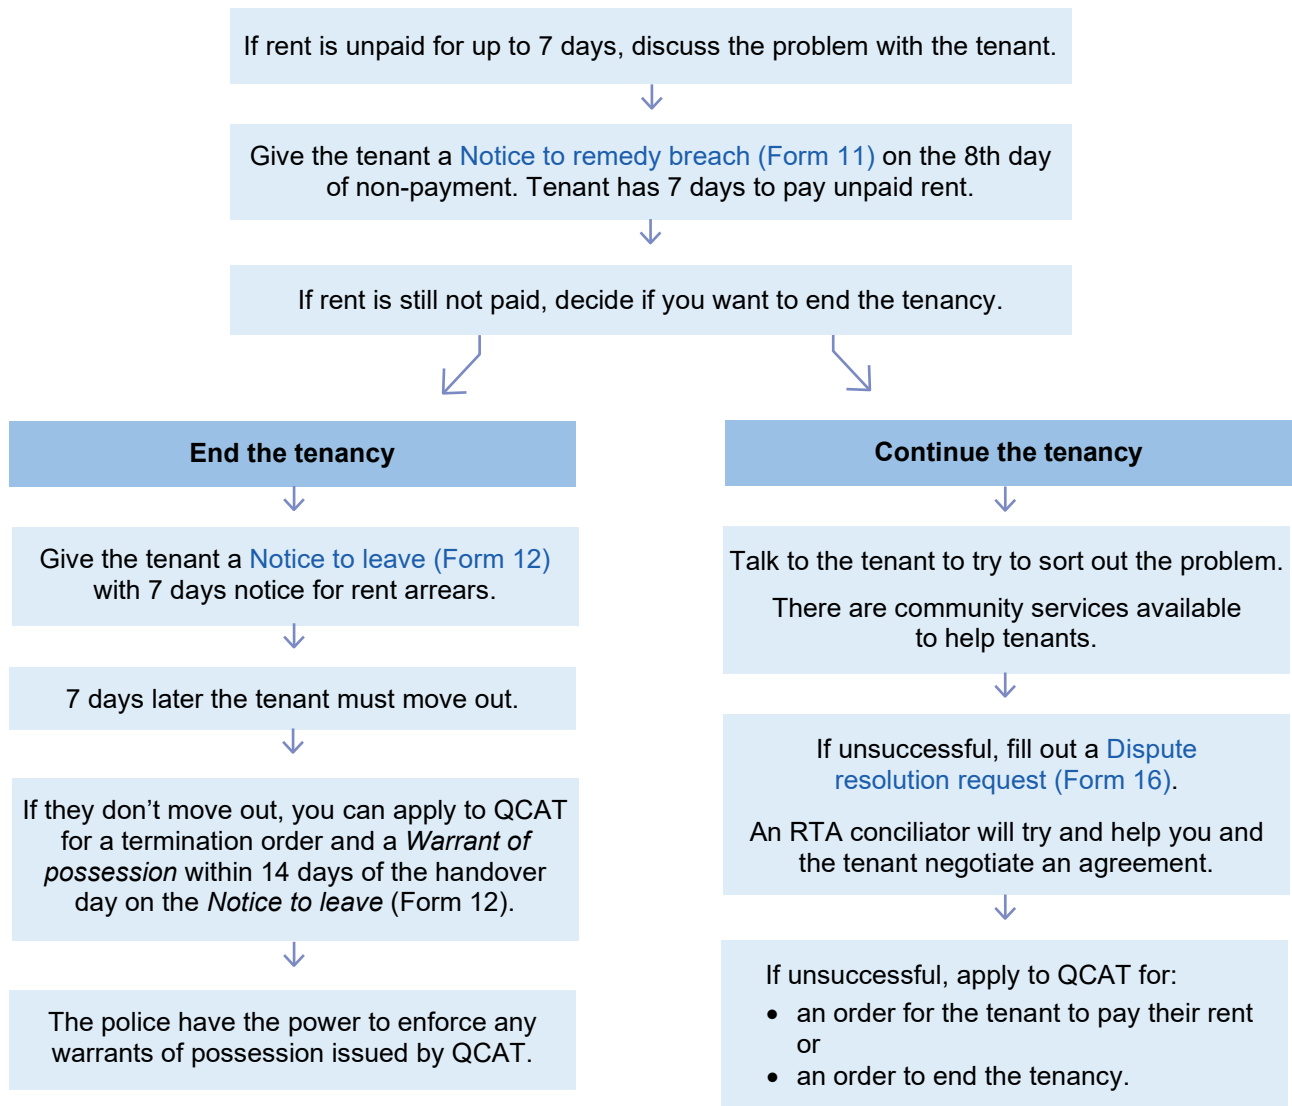 If rent is unpaid for up to 7 days, discuss the problem with the tenant.
Give the tenant a Notice to remedy breach (Form 11) on the 8th day
of non-payment. Tenant has 7 days to pay unpaid rent.
If rent is still not paid, decide if you want to end the tenancy.
End the tenancy
Give the tenant a Notice to leave (Form 12)
with 7 days notice for rent arrears.
7 days later the tenant must move out.
If they don’t move out, you can apply to QCAT
for a termination order and a Warrant of
possession within 14 days of the handover
day on the Notice to leave (Form 12).
The police have the power to enforce any
warrants of possession issued by QCAT.
Continue the tenancy
Talk to the tenant to try to sort out the problem.
There are community services available
to help tenants.
If unsuccessful, fill out a Dispute
resolution request (Form 16).
An RTA conciliator will try and help you and
the tenant negotiate an agreement.
If unsuccessful, apply to QCAT for:
• an order for the tenant to pay their rent
or
• an order to end the tenancy.